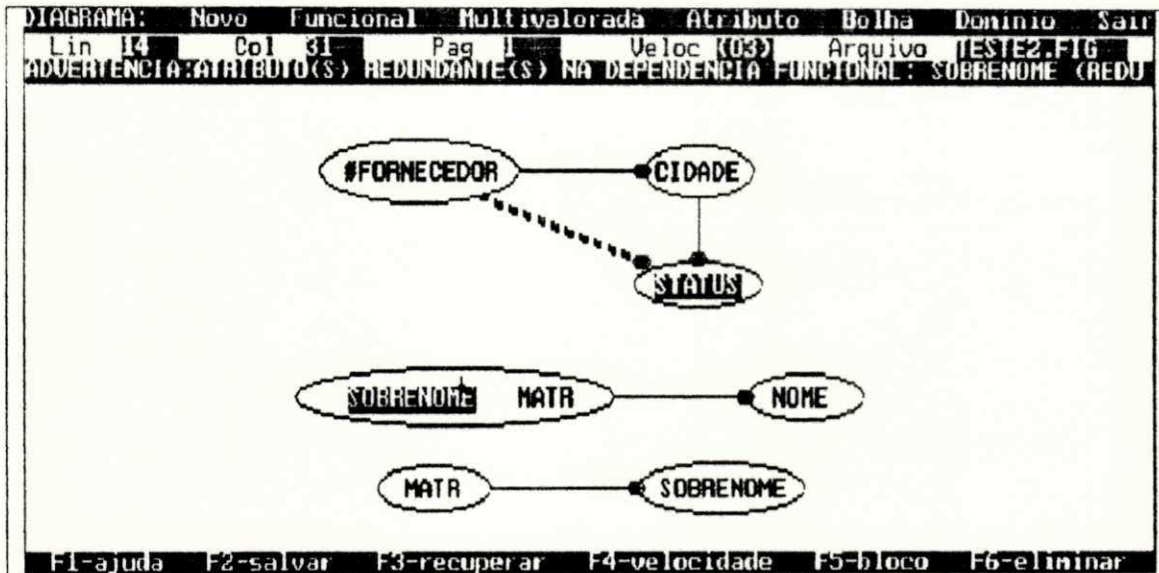 DIAGRAMA: Novo Funcional Multivalorada Atributo Bolha Dominio Sair
Lin 14 Col 31 Pag 1 Veloc (03) Arquivo TESTE2.FIG
ADVERTENCIA:ATRIBUTO(S) REDUNDANTE(S) NA DEPENDENCIA FUNCIONAL: SOBRENOME (REDU
#FORNECEDOR CIDADE
STATUS
SOBRENOME MATR NOME
MATR SOBRENOME
F1-ajuda F2-salvar F3-recuperar F4-velocidade F5-bloco F6-eliminar